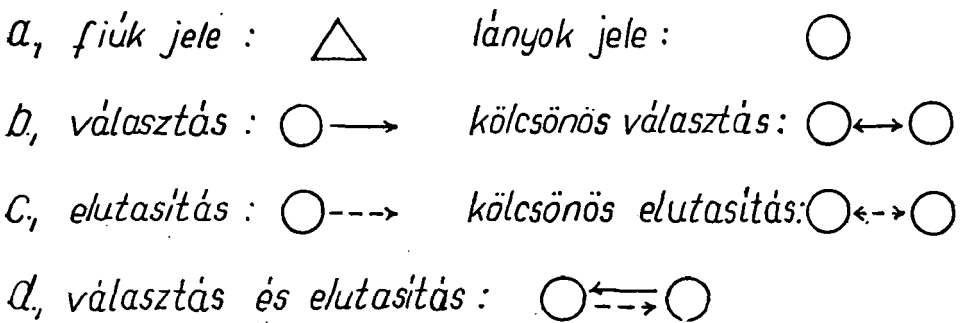 a, fiúk jele : lányok jele :
b., választás : kölcsönös választás :
c., elutasítás : kölcsönös elutasítás:
d., választás és elutasítás :